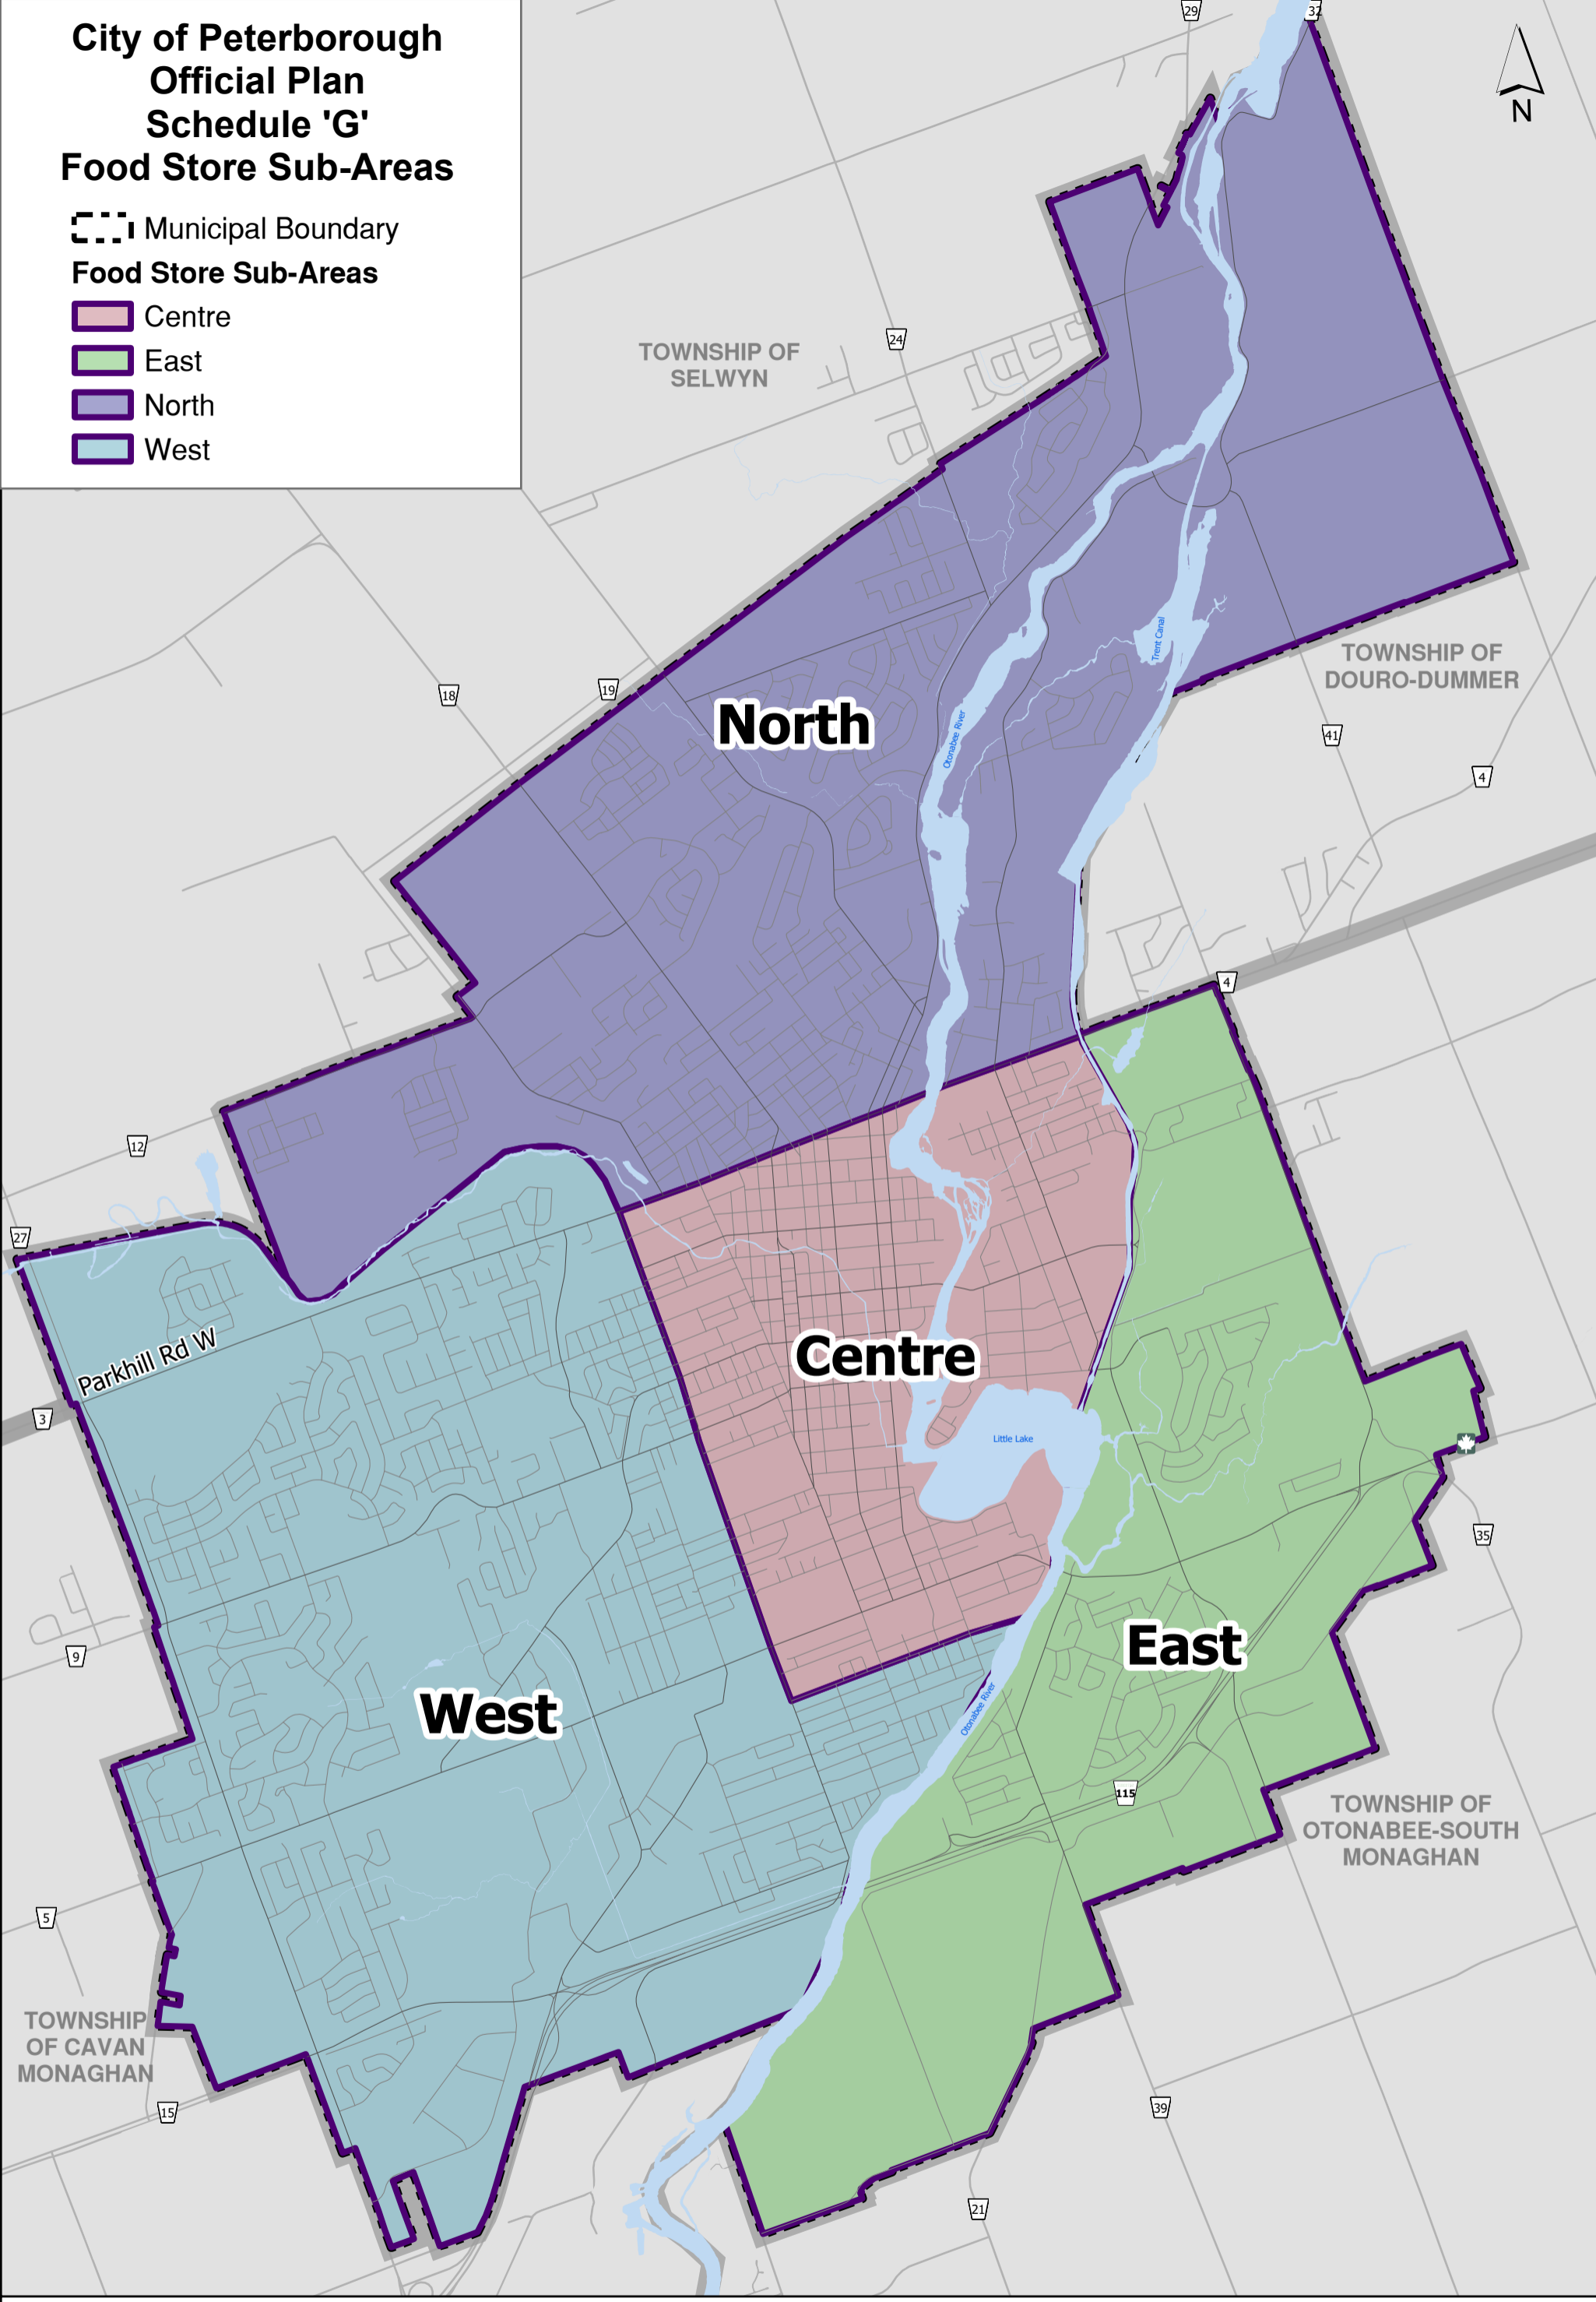 City of Peterborough
Official Plan
Schedule 'G'
Food Store Sub-Areas
Municipal Boundary
Food Store Sub-Areas
Centre
East
North
West
29
32
N
24
TOWNSHIP OF
SELWYN
Trent Canal
TOWNSHIP OF
DOURO-DUMMER
18
19
North
Otonabee River
41
4
4
12
27
Parkhill Rd W
Centre
3
Little Lake
35
9
East
West
Otonabee River
115
TOWNSHIP OF
OTONABEE-SOUTH
MONAGHAN
5
TOWNSHIP
OF CAVAN
MONAGHAN
15
39
21